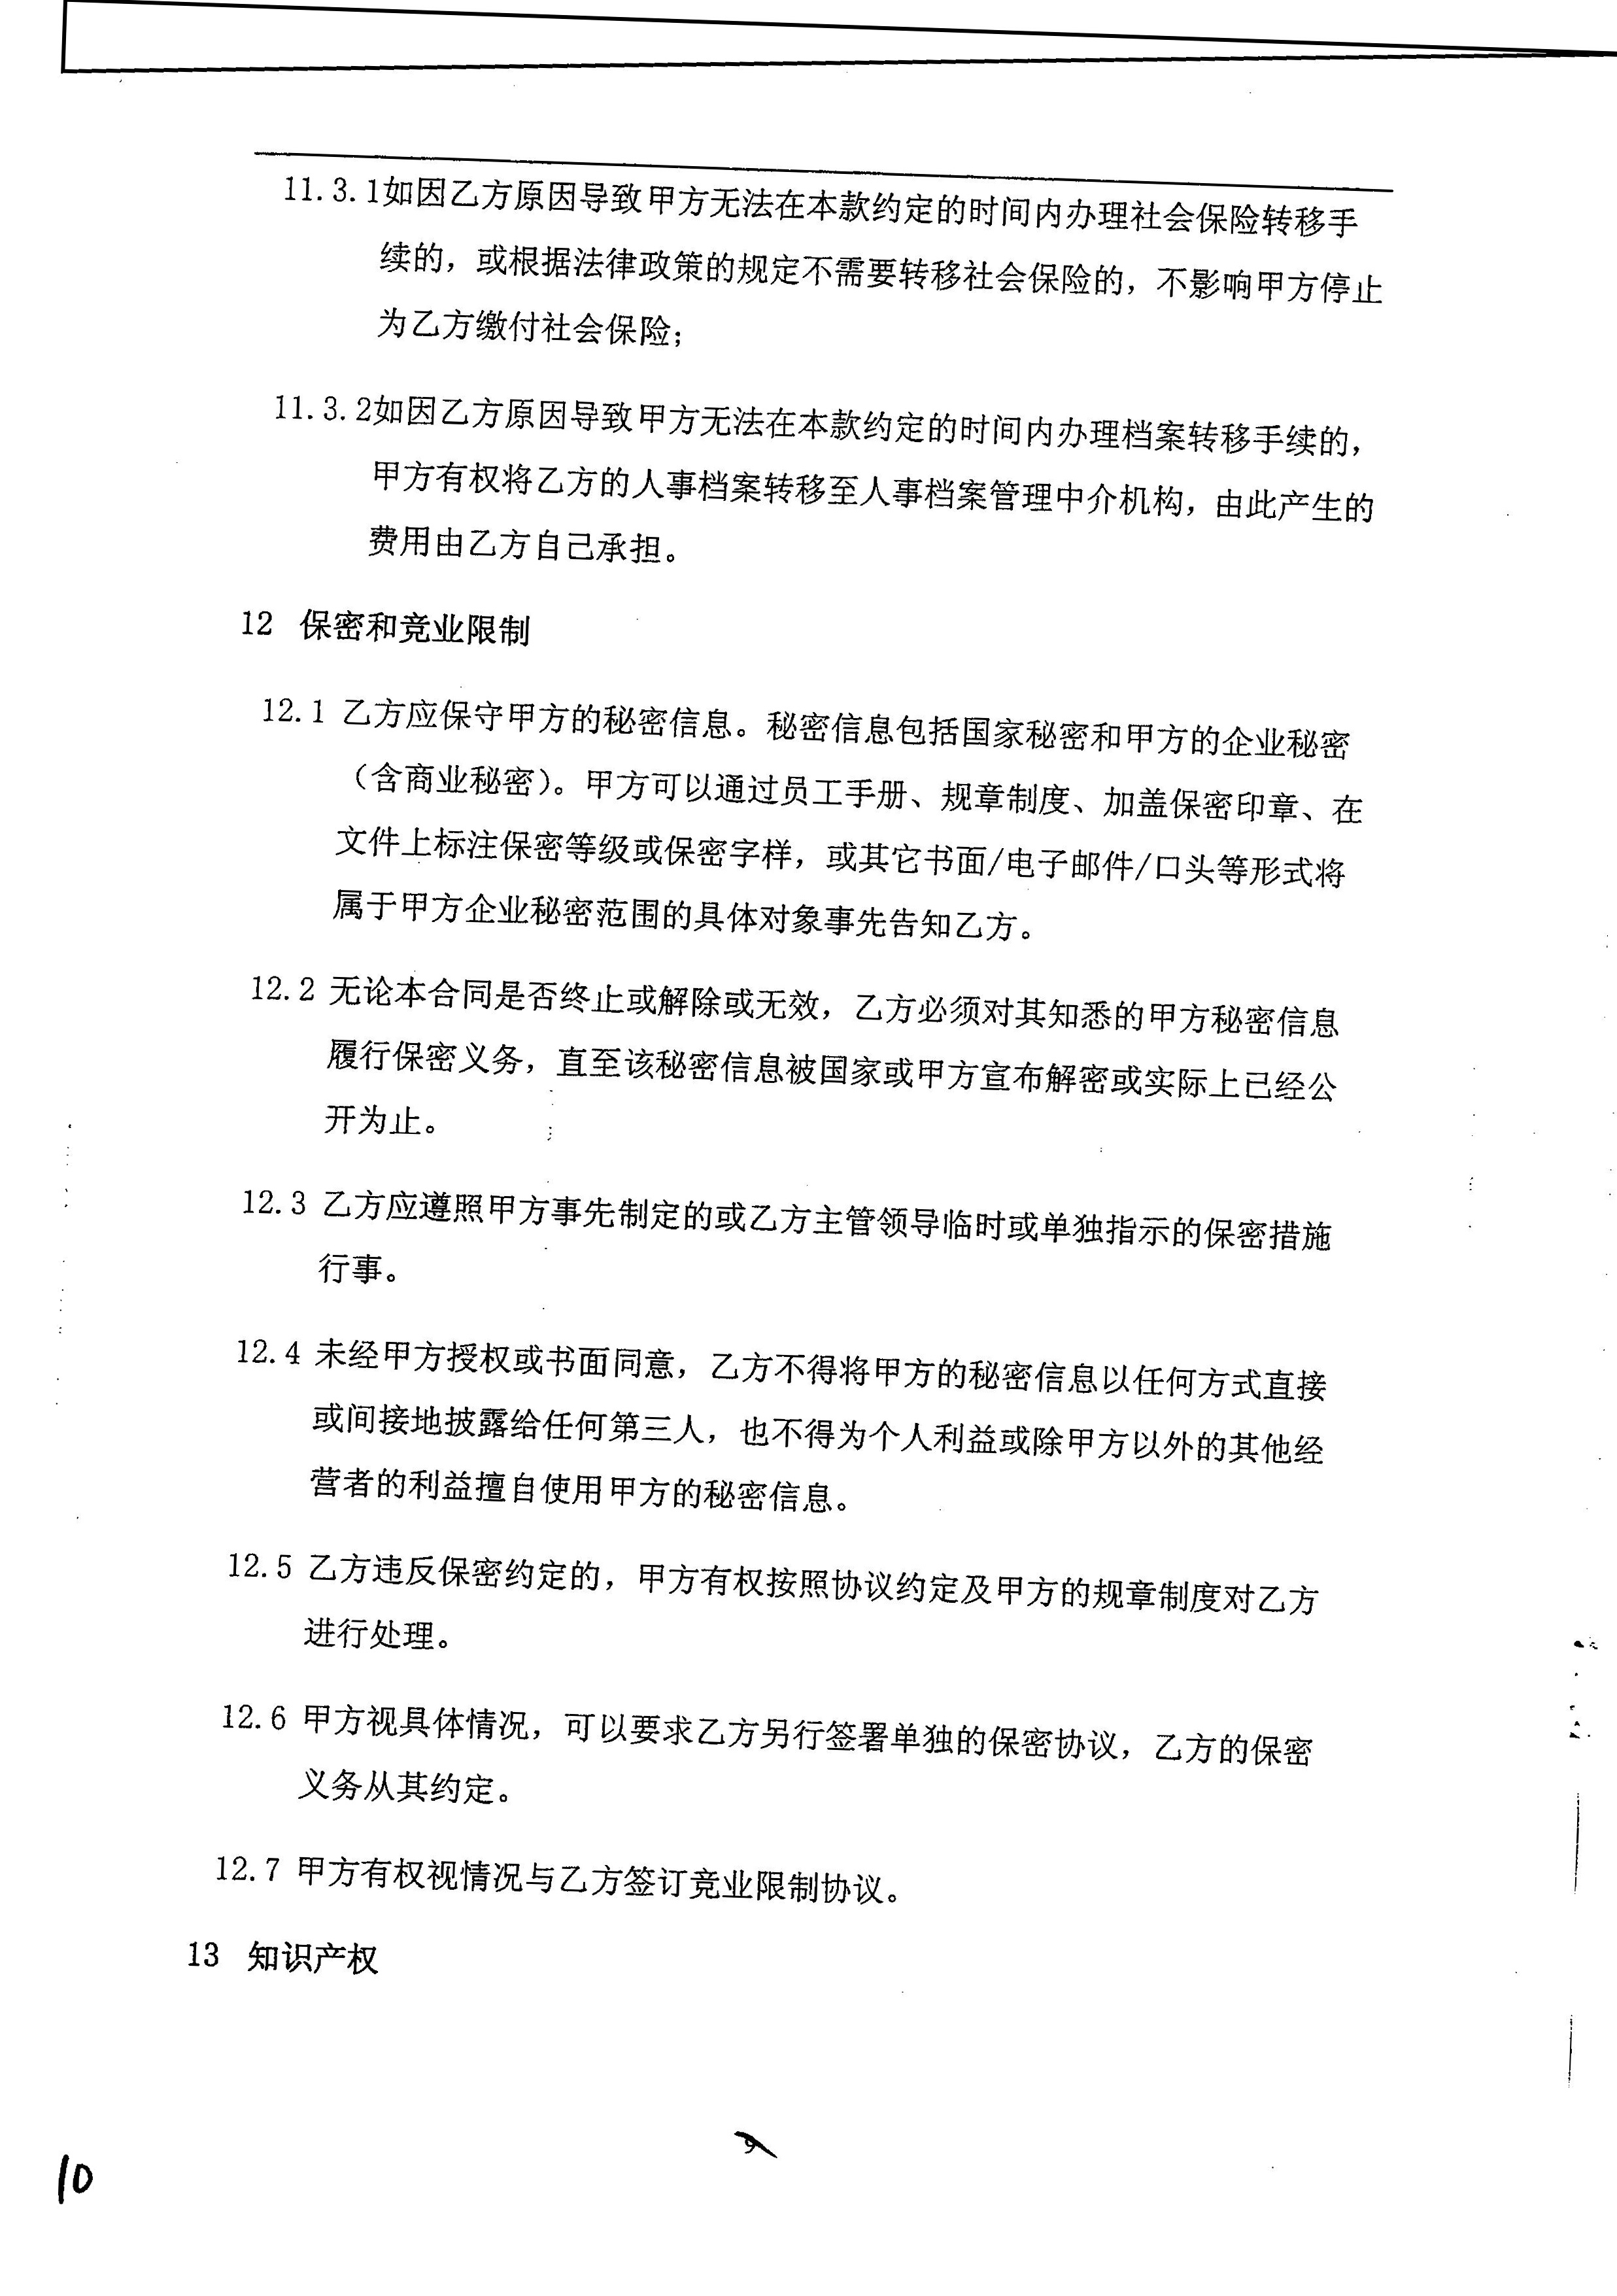 11.3.1如因乙方原因导致甲方无法在本款约定的时间内办理社会保险转移手
续的，或根据法律政策的规定不需要转移社会保险的，不影响甲方停止
为乙方缴付社会保险；
11.3.2如因乙方原因导致甲方无法在本款约定的时间内办理档案转移手续的，
甲方有权将乙方的人事档案转移至人事档案管理中介机构，由此产生的
费用由乙方自己承担。
12 保密和竞业限制
12.1 乙方应保守甲方的秘密信息。秘密信息包括国家秘密和甲方的企业秘密
（含商业秘密）。甲方可以通过员工手册、规章制度、加盖保密印章、在
文件上标注保密等级或保密字样，或其它书面/电子邮件/口头等形式将
属于甲方企业秘密范围的具体对象事先告知乙方。
12.2 无论本合同是否终止或解除或无效，乙方必须对其知悉的甲方秘密信息
履行保密义务，直至该秘密信息被国家或甲方宣布解密或实际上已经公
开为止。
12.3 乙方应遵照甲方事先制定的或乙方主管领导临时或单独指示的保密措施
行事。
12.4 未经甲方授权或书面同意，乙方不得将甲方的秘密信息以任何方式直接
或间接地披露给任何第三人，也不得为个人利益或除甲方以外的其他经
营者的利益擅自使用甲方的秘密信息。
12.5 乙方违反保密约定的，甲方有权按照协议约定及甲方的规章制度对乙方
进行处理。
12.6 甲方视具体情况，可以要求乙方另行签署单独的保密协议，乙方的保密
义务从其约定。
12.7 甲方有权视情况与乙方签订竞业限制协议。
13 知识产权
9
10